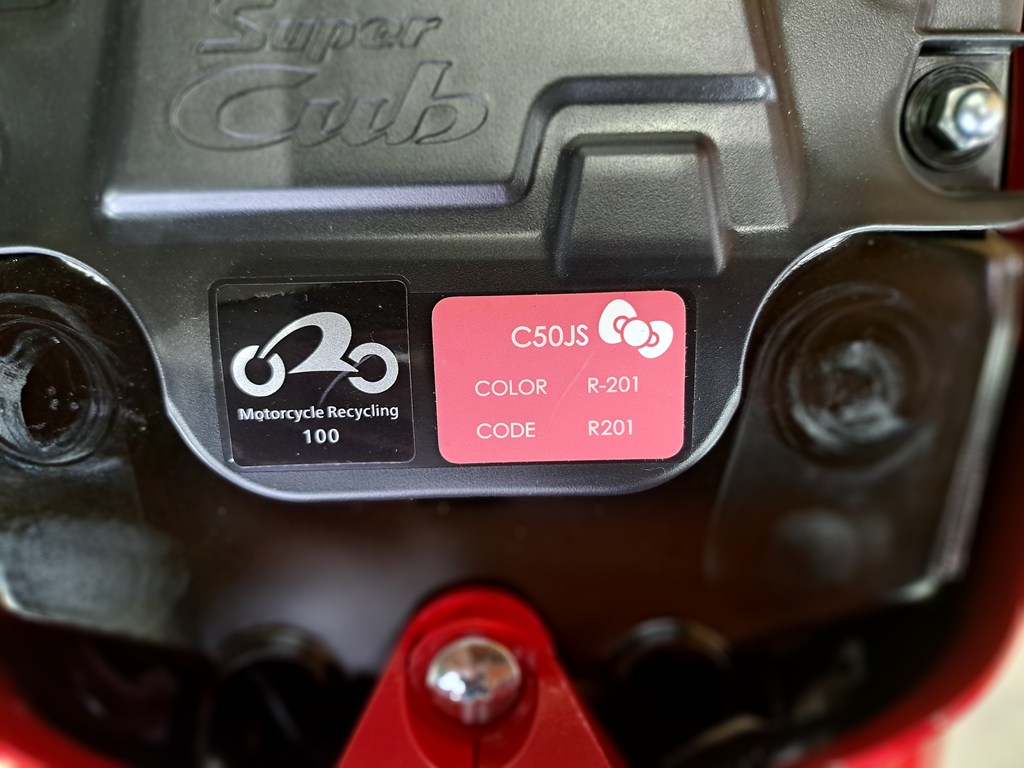 Super
Cub
Motorcycle Recycling
100
C50JS
COLOR R-201
CODE R201